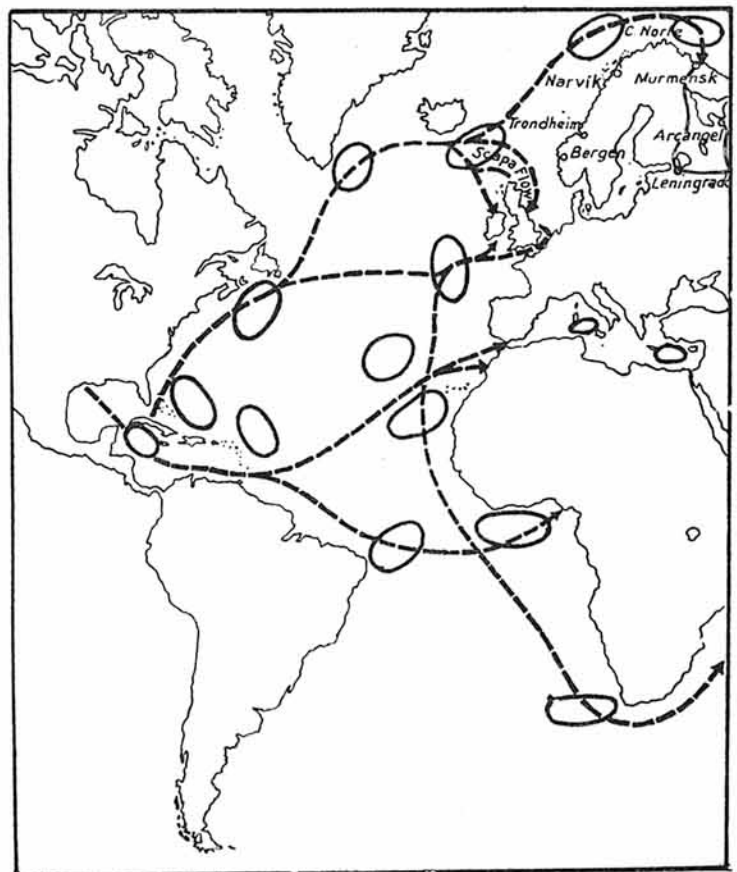 C Norte
Narvik
Murmensk
Trondheim
Arcangel
Scapa Flow
Bergen
Leningrad